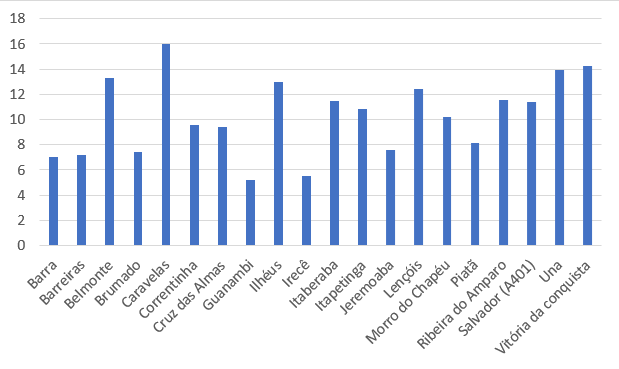 18
16
14
12
10
8
6
4
2
0
Barra
Barreiras
Belmonte
Brumado
Caravelas
Correntinha
Cruz das Almas
Guanambi
Ilhéus
Irecê
Itaberaba
Itapetinga
Jeremoaba
Lençóis
Morro do Chapéu
Piatã
Ribeira do Amparo
Salvador (A401)
Una
Vitória da conquista